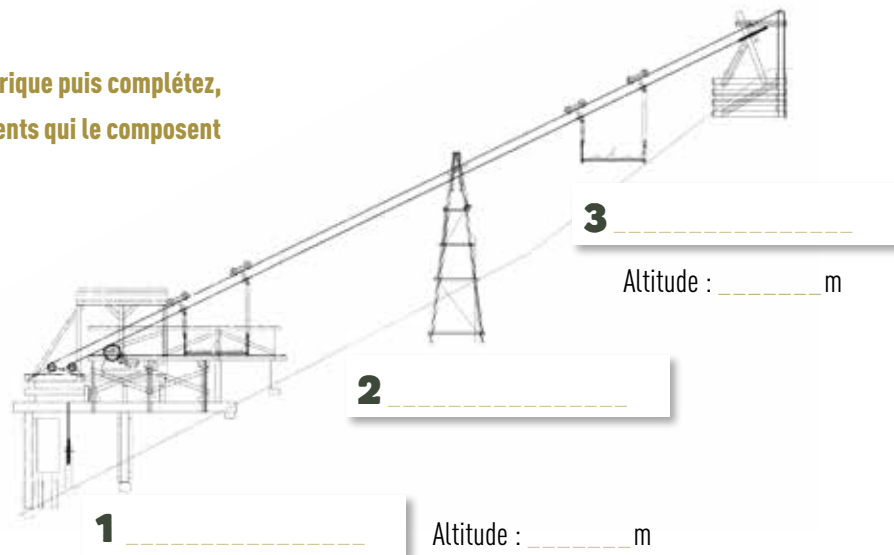 rique puis complétez,
ents qui le composent
3 _ _ _ _ _ _ _ _ _ _ _ _ _ _ _ _
Altitude : _ _ _ _ _ _ _ m
2 _ _ _ _ _ _ _ _ _ _ _ _ _ _ _ _
1 _ _ _ _ _ _ _ _ _ _ _ _ _ _ _ _
Altitude : _ _ _ _ _ _ _ m